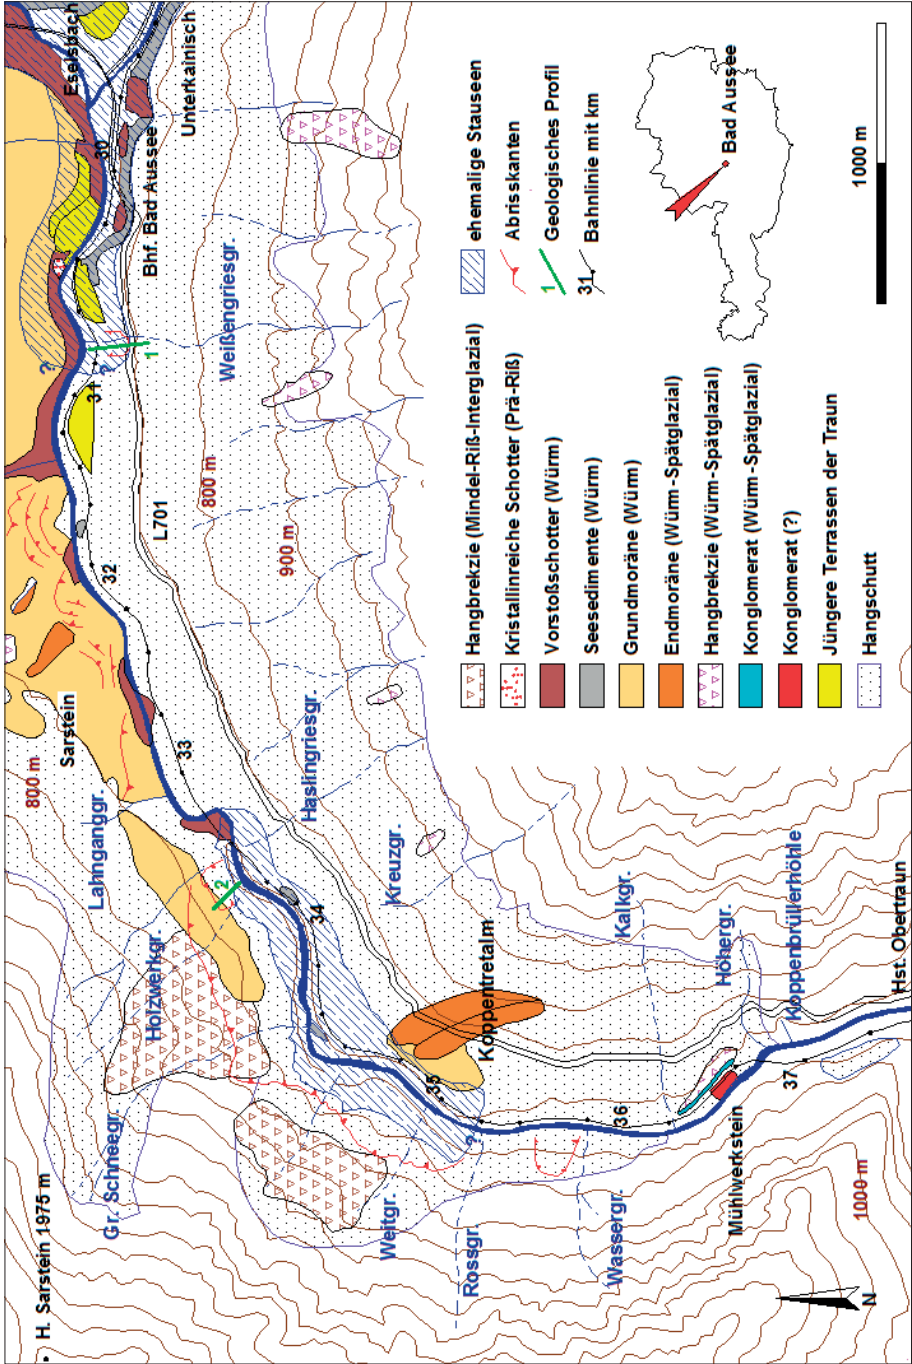 H. Sarstein 1975 m
800 m
Sarstein
Lahnganggr.
Holzwerkgr.
Gr. Schneegr.
Eselsbach
30
Unterkainisch
Bhf. Bad Aussee
?
1
?
31
Weißengriesgr.
32
L701
800 m
900 m
33
Haslingriesgr.
2
34
Kreuzgr.
Koppentretalm
35
?
Weitgr.
Rossgr.
Wassergr.
36
Kalkgr.
Höhergr.
Koppenbrüllerhöhle
Mühlwerkstein
37
Hst. Obertraun
1000 m
N
Hangbrekzie (Mindel-Riß-Interglazial)
Kristallinreiche Schotter (Prä-Riß)
Vorstoßschotter (Würm)
Seesedimente (Würm)
Grundmoräne (Würm)
Endmoräne (Würm-Spätglazial)
Hangbrekzie (Würm-Spätglazial)
Konglomerat (Würm-Spätglazial)
Konglomerat (?)
Jüngere Terrassen der Traun
Hangschutt
ehemalige Stauseen
Abrisskanten
1 Geologisches Profil
31 Bahnlinie mit km
Bad Aussee
1000 m